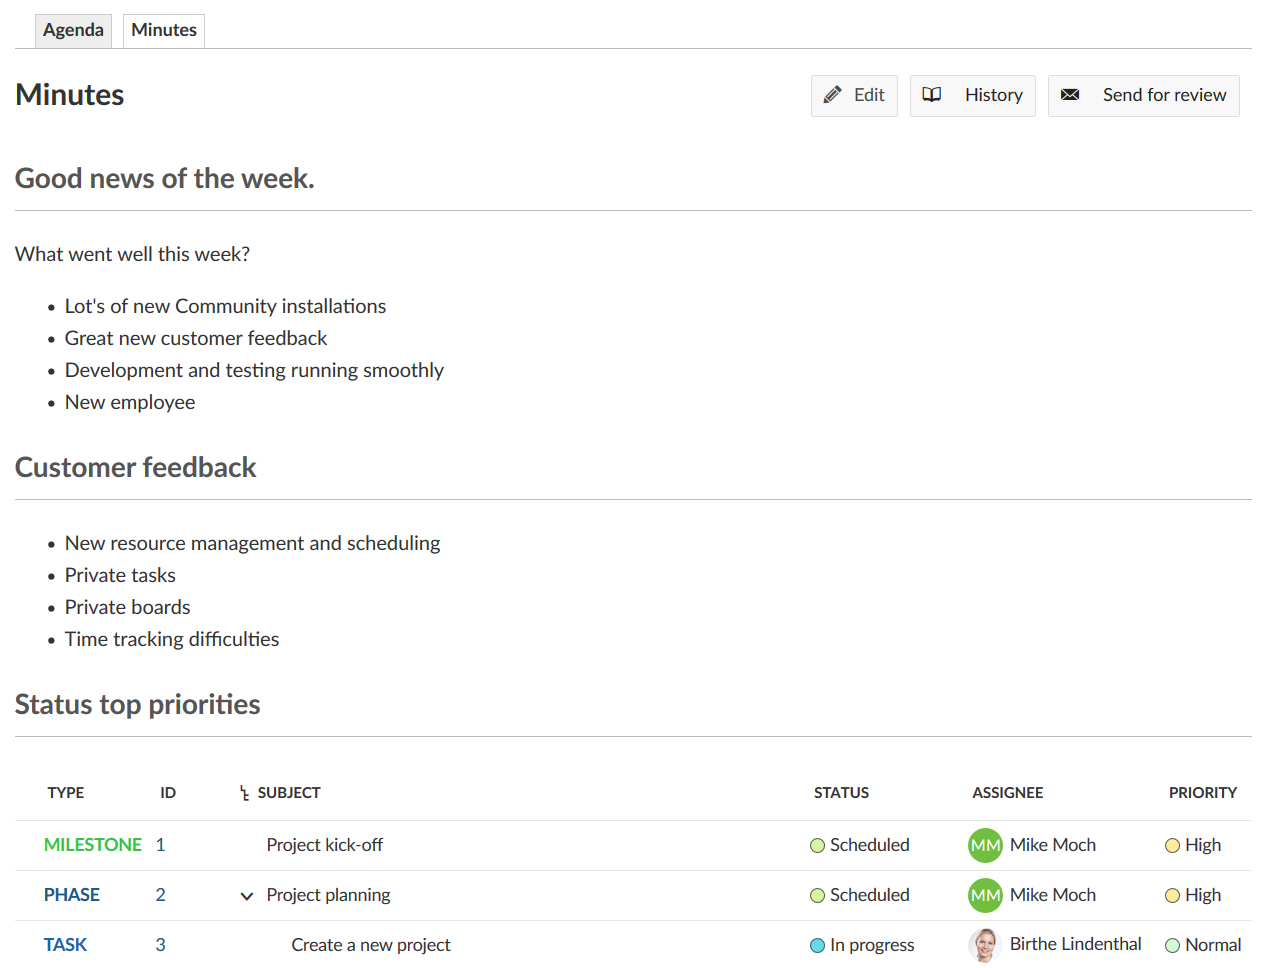 Agenda Minutes
Minutes Edit History Send for review
Good news of the week.
What went well this week?
• Lot's of new Community installations
• Great new customer feedback
• Development and testing running smoothly
• New employee
Customer feedback
• New resource management and scheduling
• Private tasks
• Private boards
• Time tracking difficulties
Status top priorities
TYPE ID SUBJECT STATUS ASSIGNEE PRIORITY
MILESTONE 1 Project kick-off Scheduled MM Mike Moch High
PHASE 2 Project planning Scheduled MM Mike Moch High
TASK 3 Create a new project In progress Birthe Lindenthal Normal